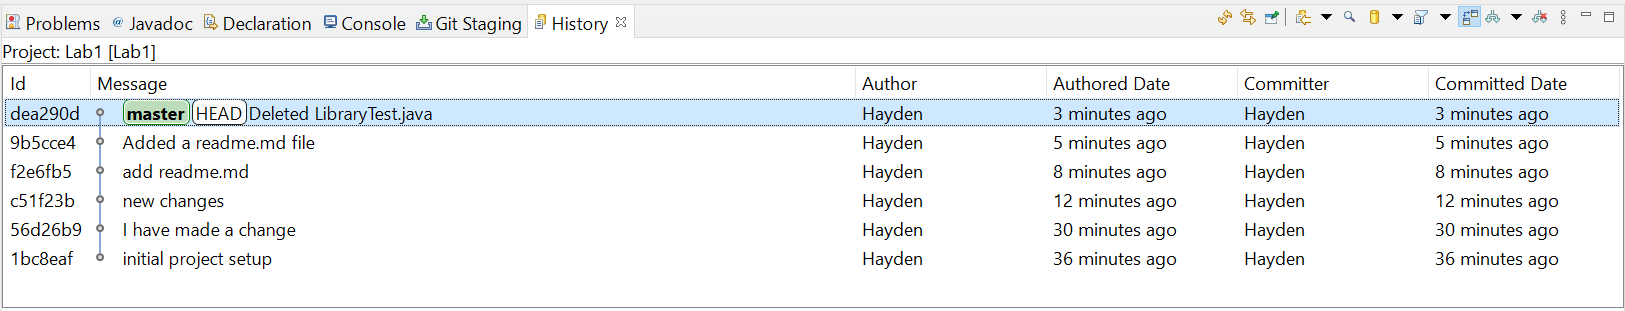 Problems @ Javadoc Declaration Console Git Staging History
Project: Lab1 [Lab1]
Id Message Author Authored Date Committer Committed Date
dea290d master HEAD Deleted LibraryTest.java Hayden 3 minutes ago Hayden 3 minutes ago
9b5cce4 Added a readme.md file Hayden 5 minutes ago Hayden 5 minutes ago
f2e6fb5 add readme.md Hayden 8 minutes ago Hayden 8 minutes ago
c51f23b new changes Hayden 12 minutes ago Hayden 12 minutes ago
56d26b9 I have made a change Hayden 30 minutes ago Hayden 30 minutes ago
1bc8eaf initial project setup Hayden 36 minutes ago Hayden 36 minutes ago